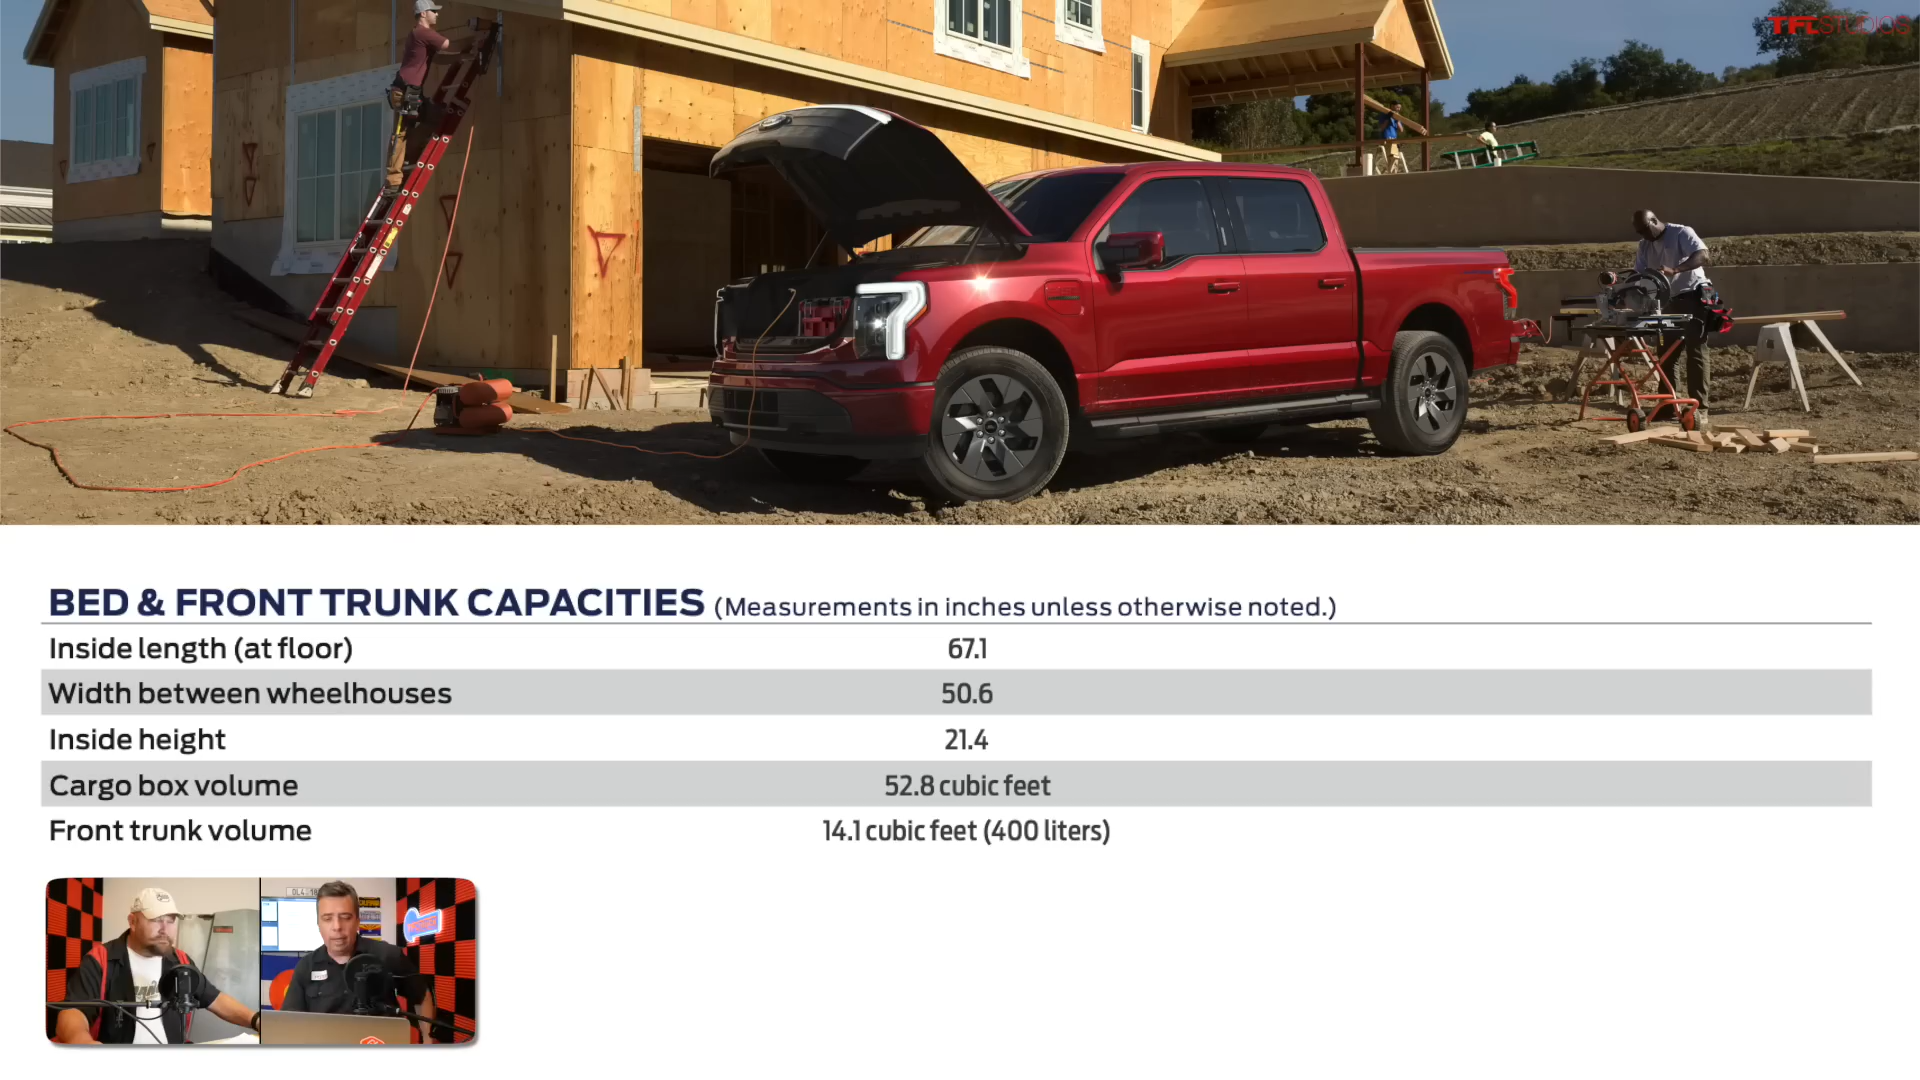 TFLSTUDIOS
BED & FRONT TRUNK CAPACITIES (Measurements in inches unless otherwise noted.)
Inside length (at floor) 67.1
Width between wheelhouses 50.6
Inside height 21.4
Cargo box volume 52.8 cubic feet
Front trunk volume 14.1 cubic feet (400 liters)